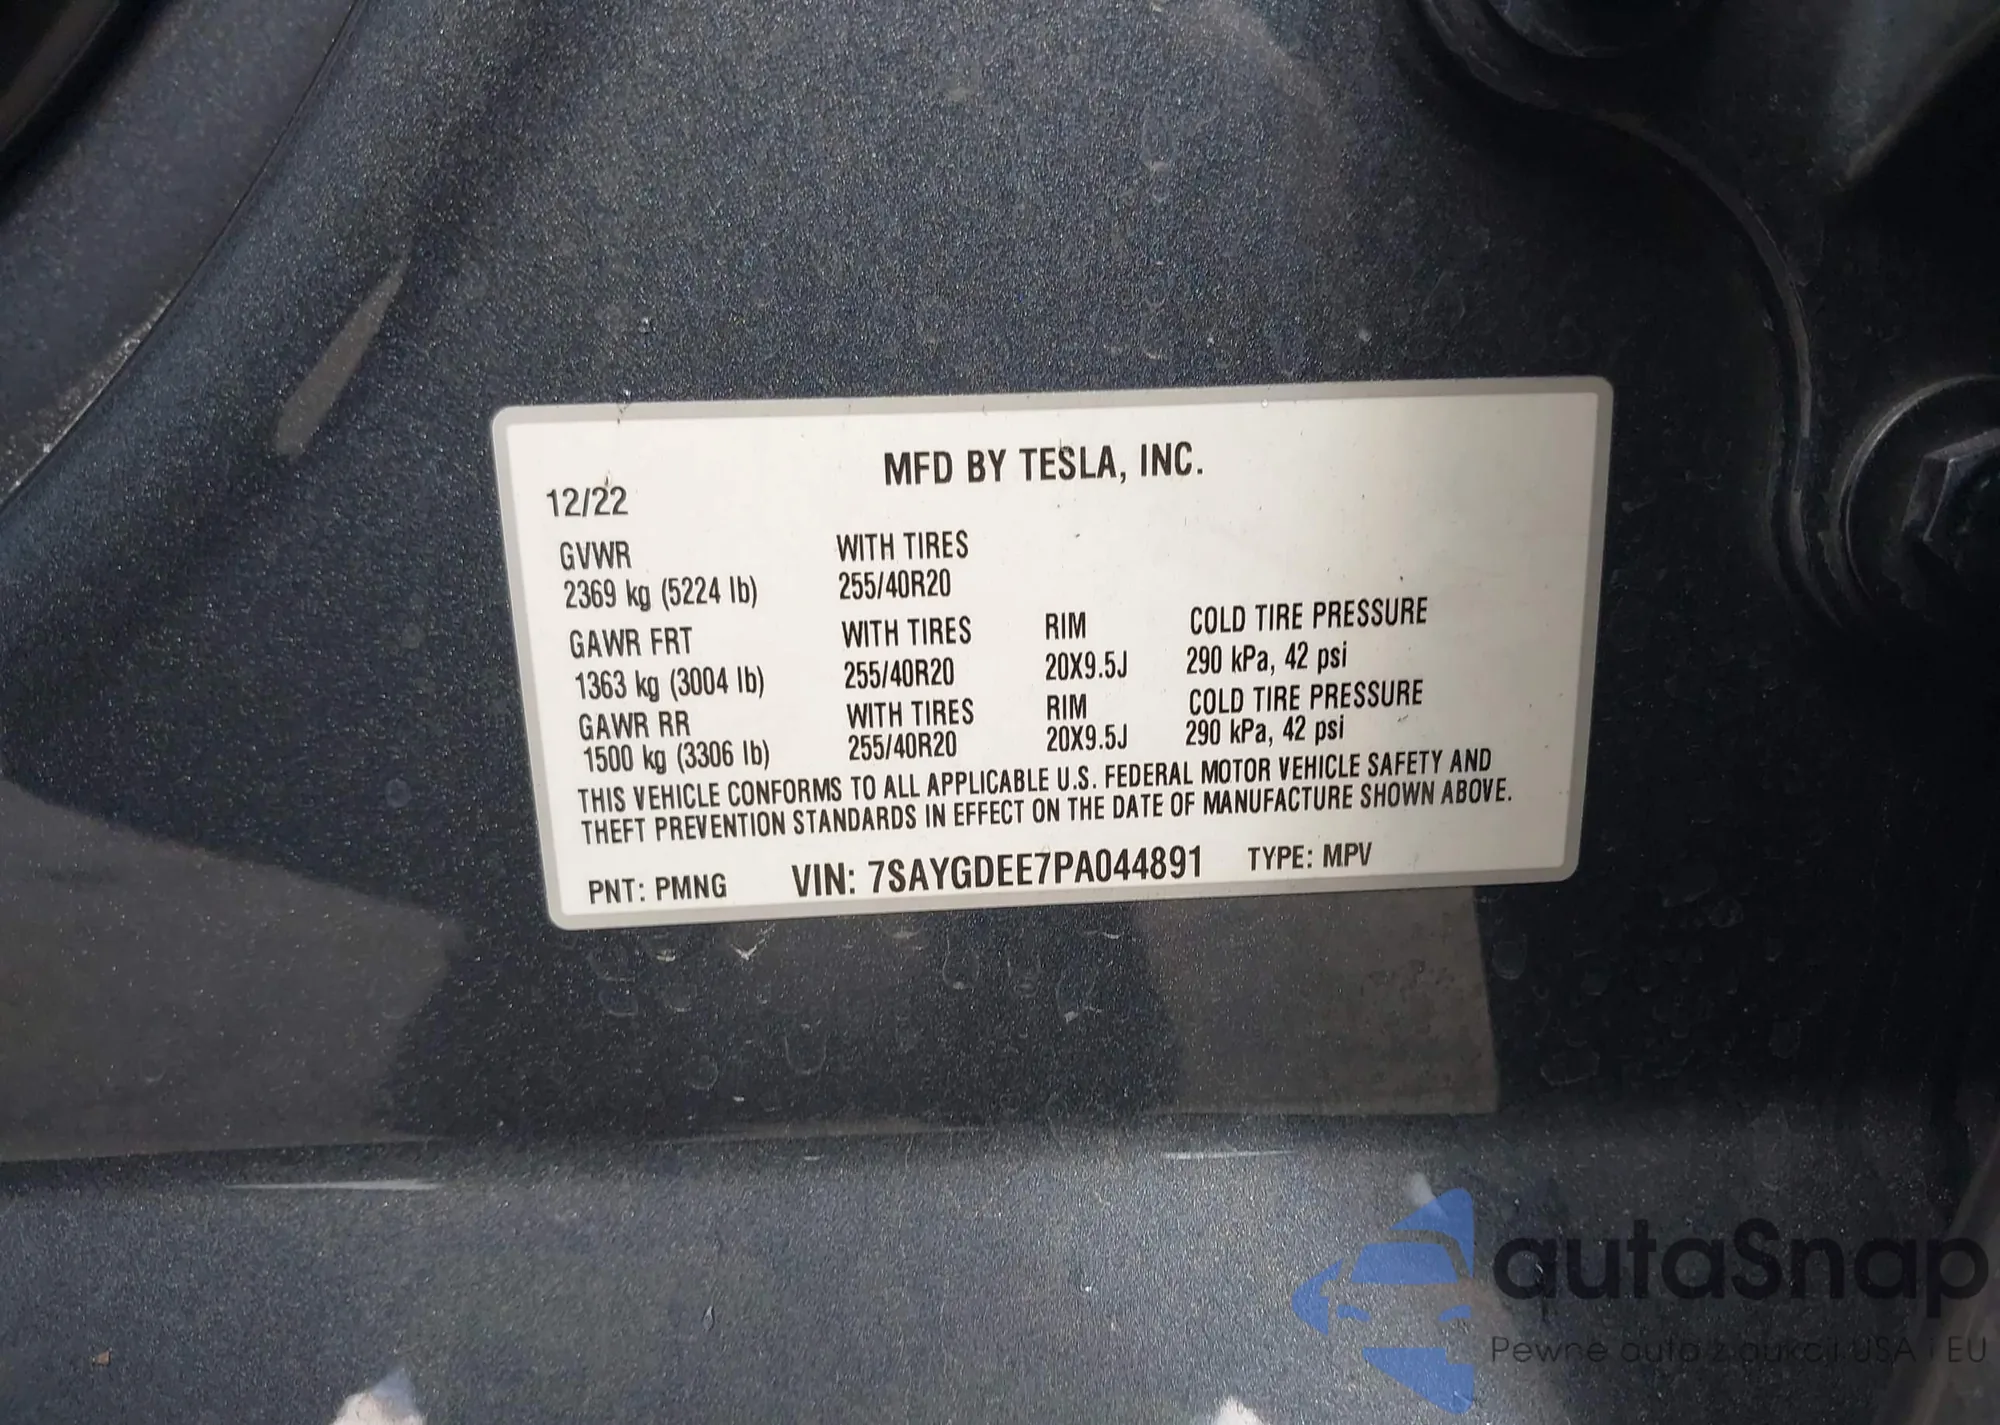 MFD BY TESLA, INC.
12/22
GVWR WITH TIRES
2369 kg (5224 lb) 255/40R20
GAWR FRT WITH TIRES RIM COLD TIRE PRESSURE
1363 kg (3004 lb) 255/40R20 20X9.5J 290 kPa, 42 psi
GAWR RR WITH TIRES RIM COLD TIRE PRESSURE
1500 kg (3306 lb) 255/40R20 20X9.5J 290 kPa, 42 psi
THIS VEHICLE CONFORMS TO ALL APPLICABLE U.S. FEDERAL MOTOR VEHICLE SAFETY AND
THEFT PREVENTION STANDARDS IN EFFECT ON THE DATE OF MANUFACTURE SHOWN ABOVE.
PNT: PMNG VIN: 7SAYGDEE7PA044891 TYPE: MPV
autaSnap
Pewne auta z aukcji USA i EU